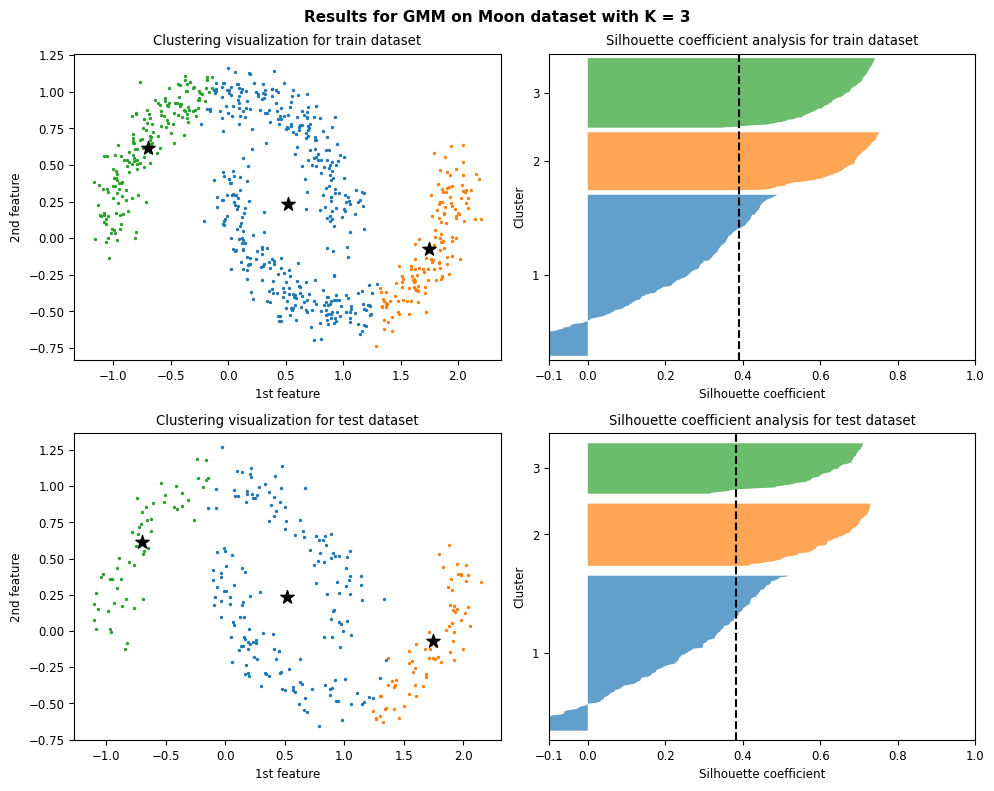 Results for GMM on Moon dataset with K = 3
Clustering visualization for train dataset
1.25
1.00
0.75
0.50
0.25
0.00
−0.25
−0.50
−0.75
2nd feature
−1.0 −0.5 0.0 0.5 1.0 1.5 2.0
1st feature
Silhouette coefficient analysis for train dataset
3
2
1
Cluster
−0.1 0.0 0.2 0.4 0.6 0.8 1.0
Silhouette coefficient
Clustering visualization for test dataset
1.25
1.00
0.75
0.50
0.25
0.00
−0.25
−0.50
−0.75
2nd feature
−1.0 −0.5 0.0 0.5 1.0 1.5 2.0
1st feature
Silhouette coefficient analysis for test dataset
3
2
1
Cluster
−0.1 0.0 0.2 0.4 0.6 0.8 1.0
Silhouette coefficient